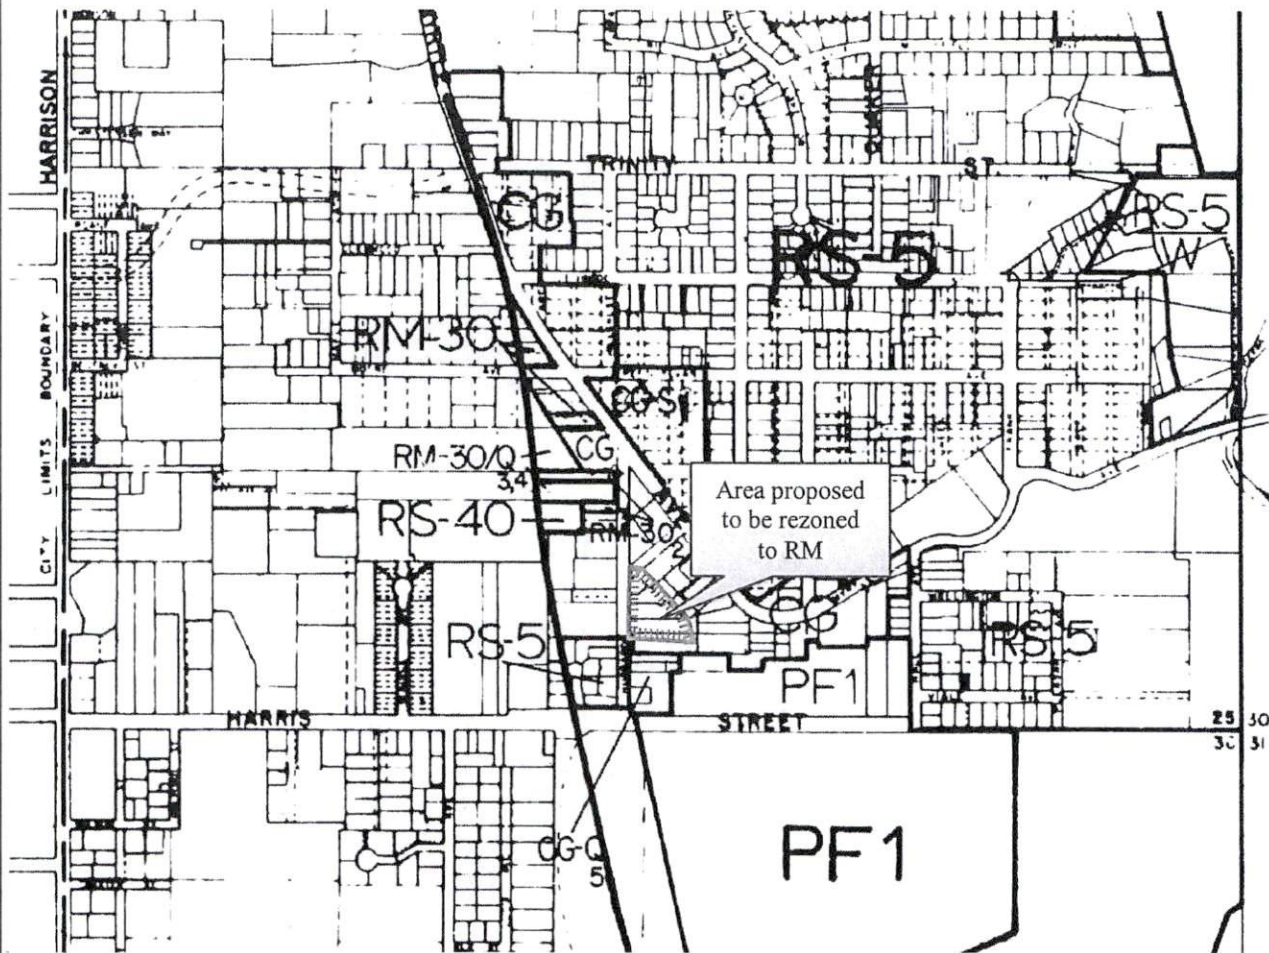 HARRISON
TRINITY ST.
CG
RS-5
RS-5
W
RM-30
CG-S
CITY LIMITS BOUNDARY
RM-30/Q
3,4
CG
RS-40
RM-30
2
Area proposed
to be rezoned
to RM
CG
RS-5
RS-5
PF1
HARRIS STREET
25 30
36 31
CG-Q
5
PF1